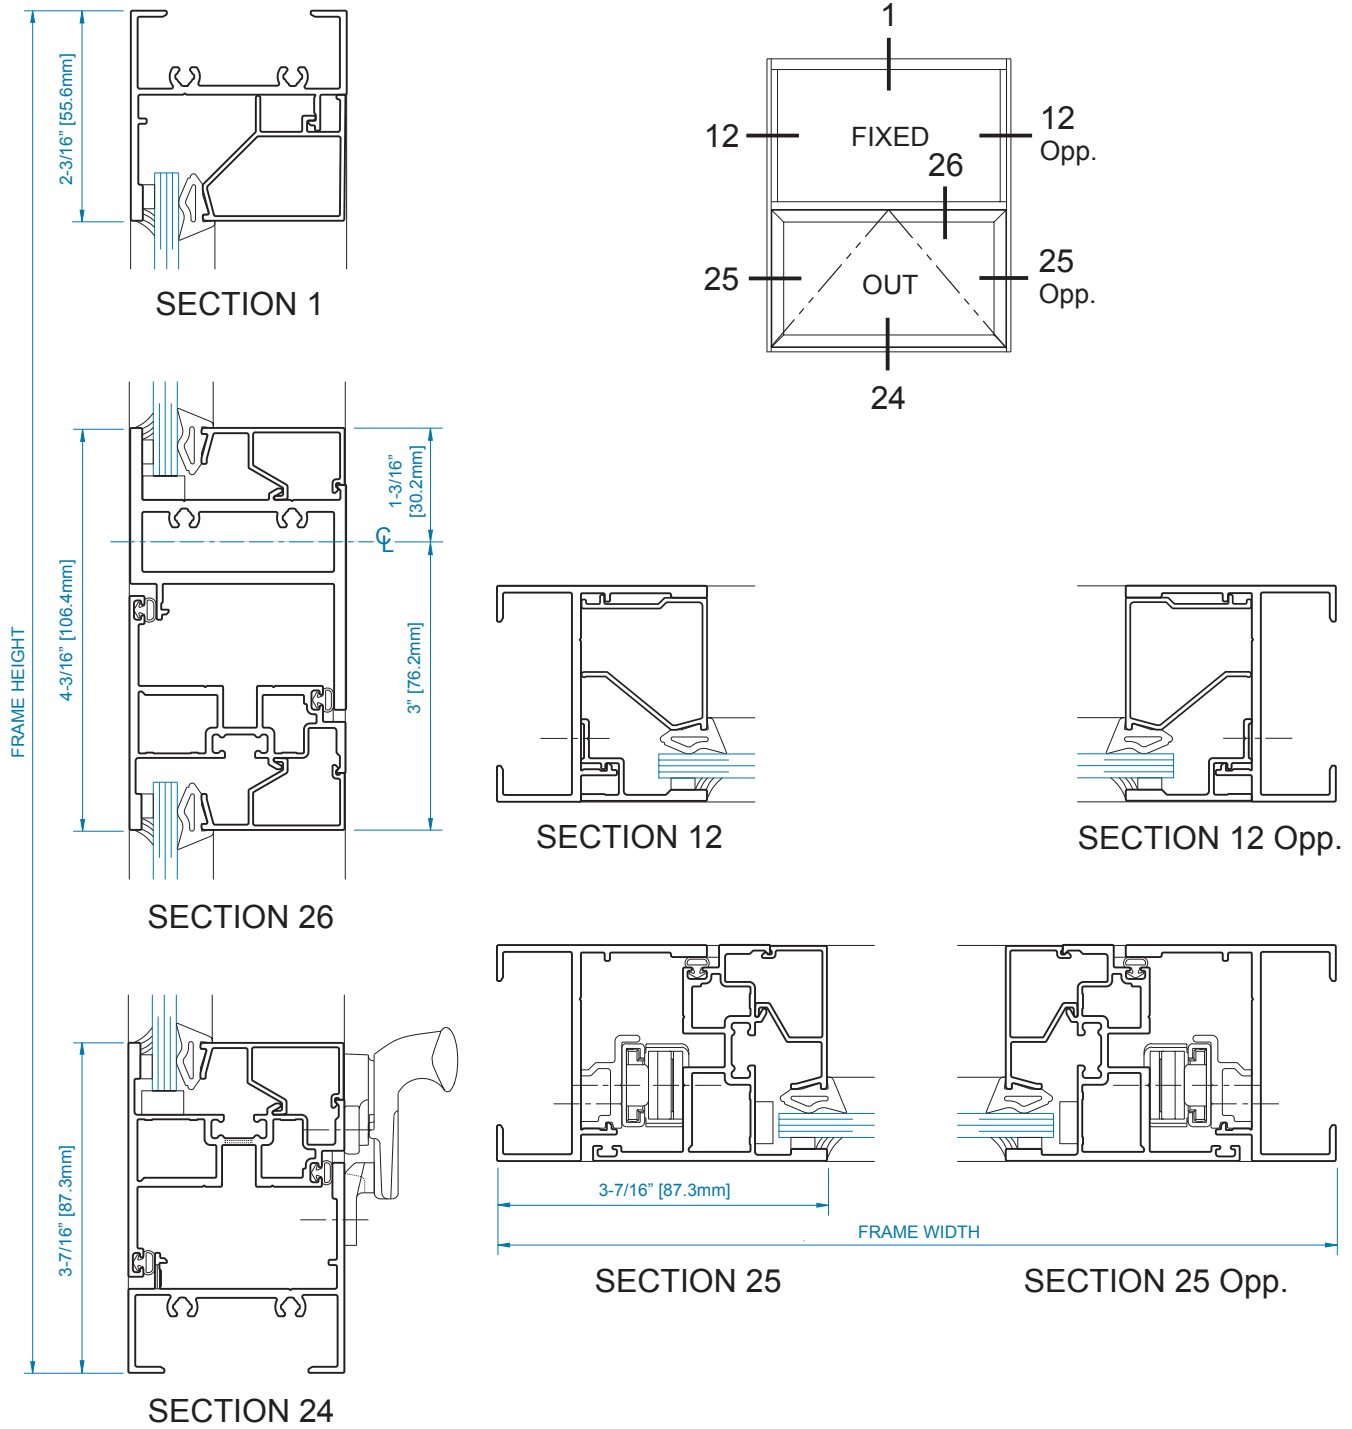 1
12
FIXED
12
Opp.
26
25
OUT
25
Opp.
24
2-3/16” [55.6mm]
SECTION 1
FRAME HEIGHT
4-3/16” [106.4mm]
1-3/16”
[30.2mm]
℄
3” [76.2mm]
SECTION 26
SECTION 12
SECTION 12 Opp.
3-7/16” [87.3mm]
SECTION 24
3-7/16” [87.3mm]
FRAME WIDTH
SECTION 25
SECTION 25 Opp.